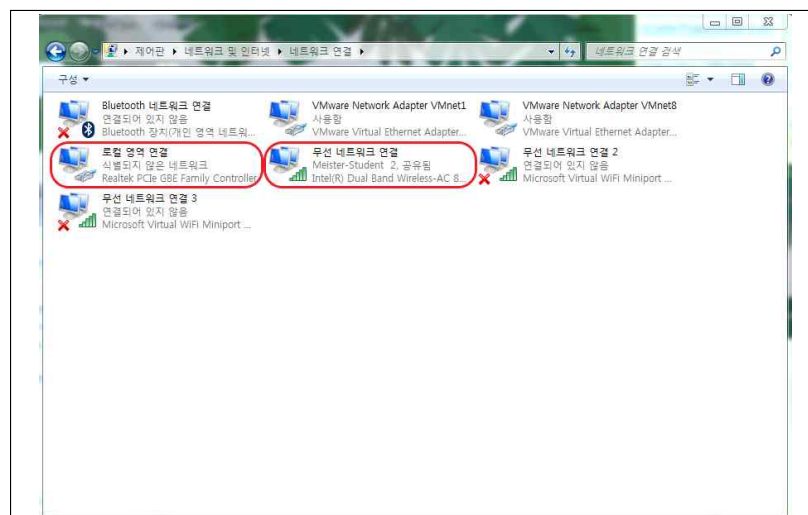 제어판 ▸ 네트워크 및 인터넷 ▸ 네트워크 연결 ▸
네트워크 연결 검색
구성 ▾
Bluetooth 네트워크 연결
연결되어 있지 않음
Bluetooth 장치(개인 영역 네트워...
VMware Network Adapter VMnet1
사용함
VMware Virtual Ethernet Adapter...
VMware Network Adapter VMnet8
사용함
VMware Virtual Ethernet Adapter...
로컬 영역 연결
식별되지 않은 네트워크
Realtek PCIe GBE Family Controller
무선 네트워크 연결
Meister-Student 2, 공유됨
Intel(R) Dual Band Wireless-AC 8...
무선 네트워크 연결 2
연결되어 있지 않음
Microsoft Virtual WiFi Miniport ...
무선 네트워크 연결 3
연결되어 있지 않음
Microsoft Virtual WiFi Miniport ...